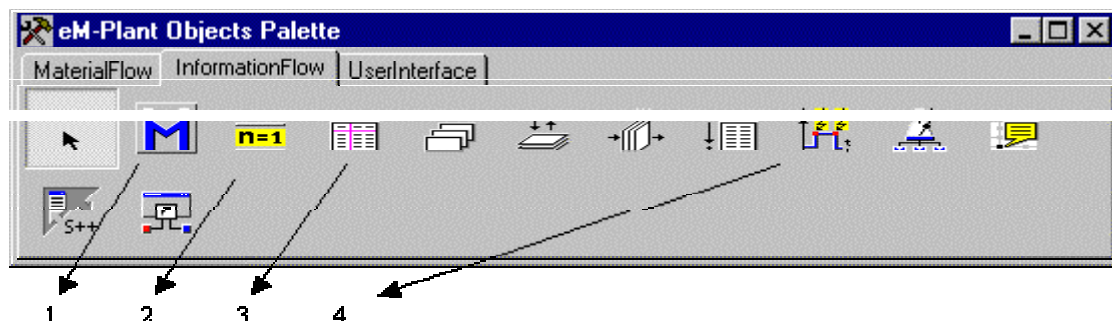 eM-Plant Objects Palette
MaterialFlow InformationFlow UserInterface
M n=1
S++
1 2 3 4